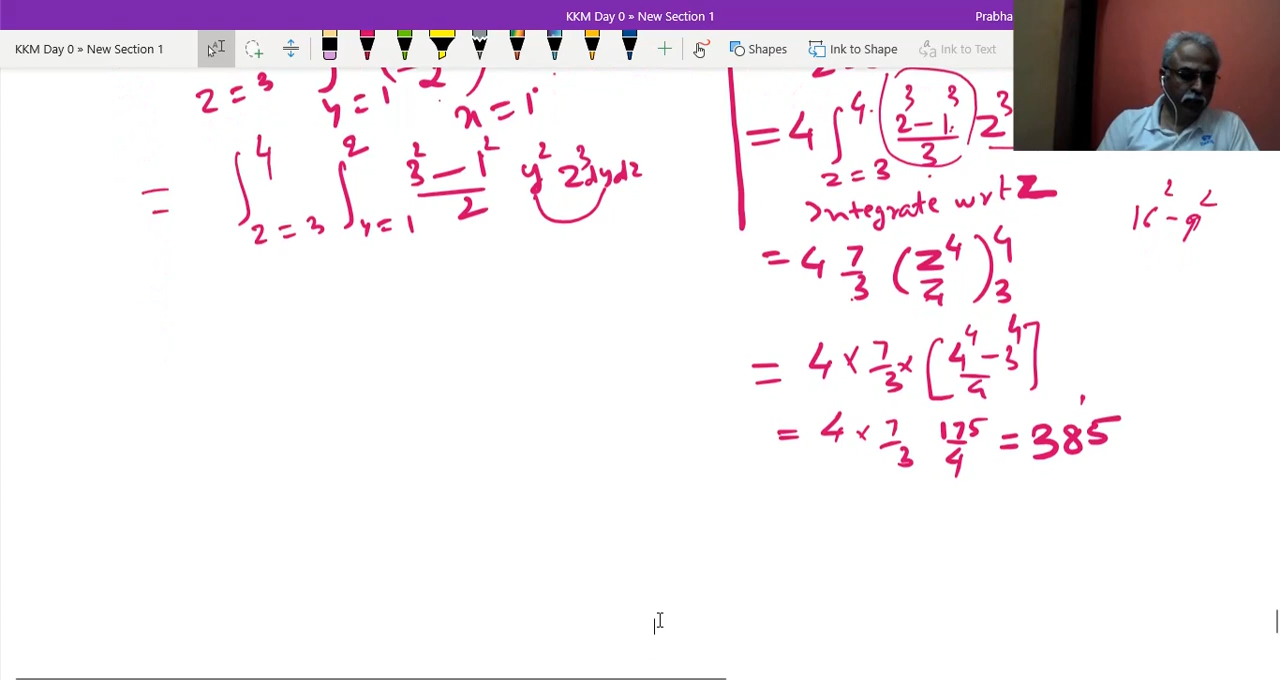 KKM Day 0 » New Section 1
Prabha
KKM Day 0 » New Section 1
Shapes
Ink to Shape
Ink to Text
z = 3 y = 1 x = 1
= ∫_{z=3}^{4} ∫_{y=1}^{2} (3² - 1²)/2 y² z³ dy dz
= 4 ∫_{z=3}^{4} (2³ - 1³)/3 z³
Integrate wrt z
= 4 7/3 (z⁴/4)_3^4
16² - 9²
= 4 × 7/3 × [4⁴ - 3⁴/4]
= 4 × 7/3 175/4 = 385